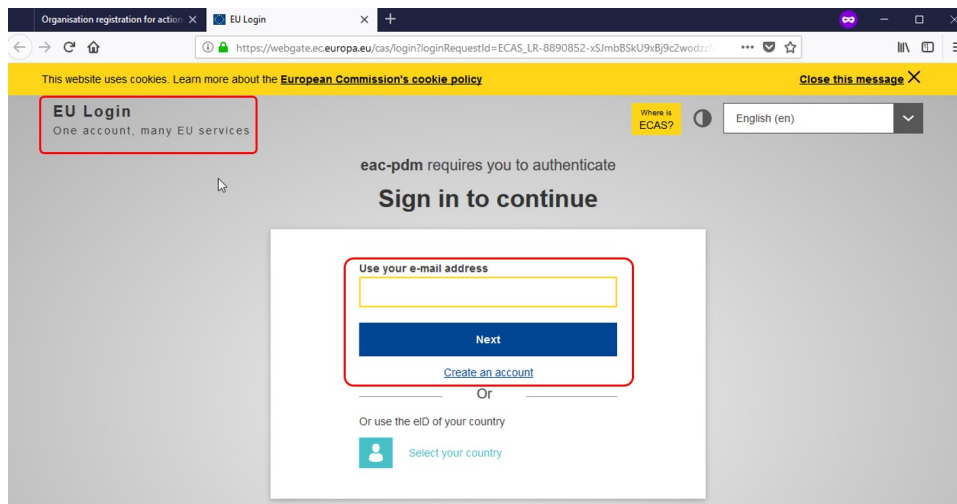 Organisation registration for action
EU Login
https://webgate.ec.europa.eu/cas/login?loginRequestId=ECAS_LR-8890852-
This website uses cookies. Learn more about the European Commission's cookie policy
Close this message
EU Login
One account, many EU services
Where is
ECAS?
English (en)
eac-pdm requires you to authenticate
Sign in to continue
Use your e-mail address
Next
Create an account
Or
Or use the eID of your country
Select your country